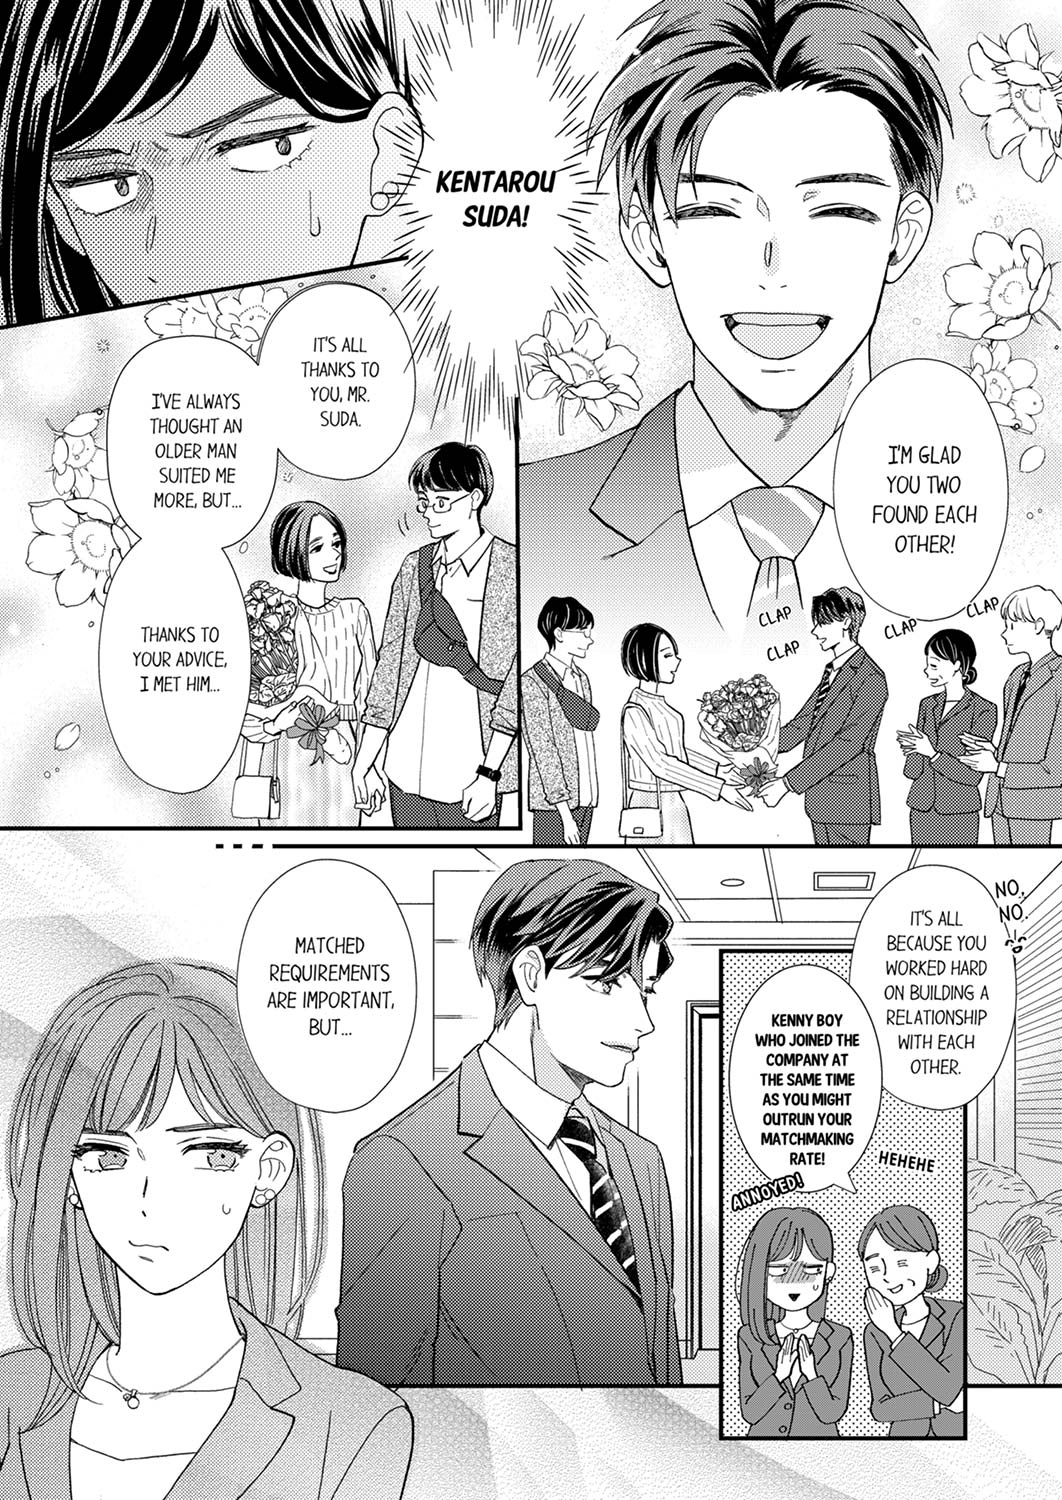 I'M GLAD
YOU TWO
FOUND EACH
OTHER!
KENTAROU
SUDA!
CLAP
CLAP
CLAP
CLAP
IT'S ALL
THANKS TO
YOU, MR.
SUDA.
I'VE ALWAYS
THOUGHT AN
OLDER MAN
SUITED ME
MORE, BUT...
THANKS TO
YOUR ADVICE,
I MET HIM...
NO,
NO.
IT'S ALL
BECAUSE YOU
WORKED HARD
ON BUILDING A
RELATIONSHIP
WITH EACH
OTHER.
KENNY BOY
WHO JOINED THE
COMPANY AT
THE SAME TIME
AS YOU MIGHT
OUTRUN YOUR
MATCHMAKING
RATE!
HEHEHE
ANNOYED!
MATCHED
REQUIREMENTS
ARE IMPORTANT,
BUT...